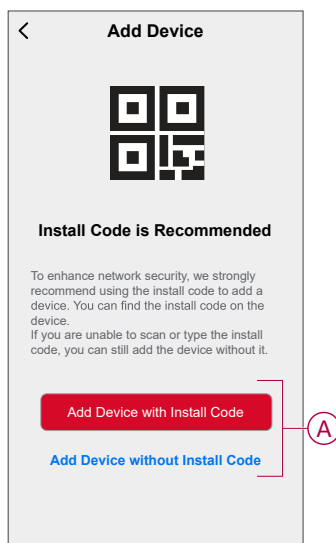 Add Device
Install Code is Recommended
To enhance network security, we strongly
recommend using the install code to add a
device. You can find the install code on the
device.
If you are unable to scan or type the install
code, you can still add the device without it.
Add Device with Install Code
A
Add Device without Install Code